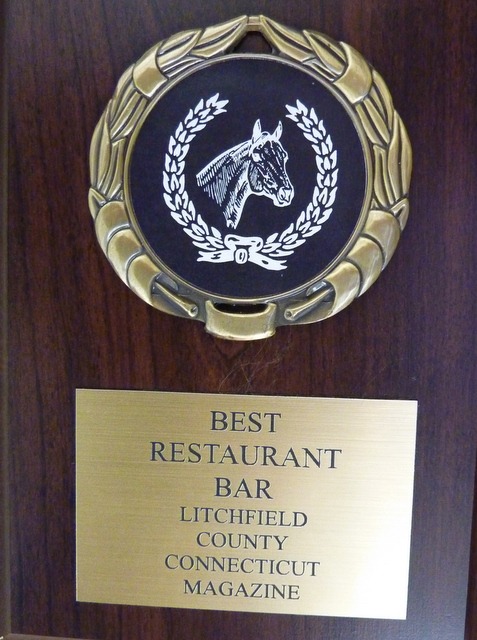 BEST
RESTAURANT
BAR
LITCHFIELD
COUNTY
CONNECTICUT
MAGAZINE